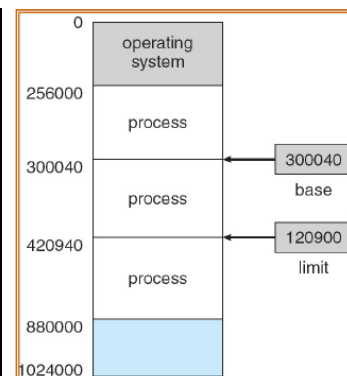 0
operating
system
256000
process
300040
300040
base
process
420940
120900
limit
process
880000
1024000